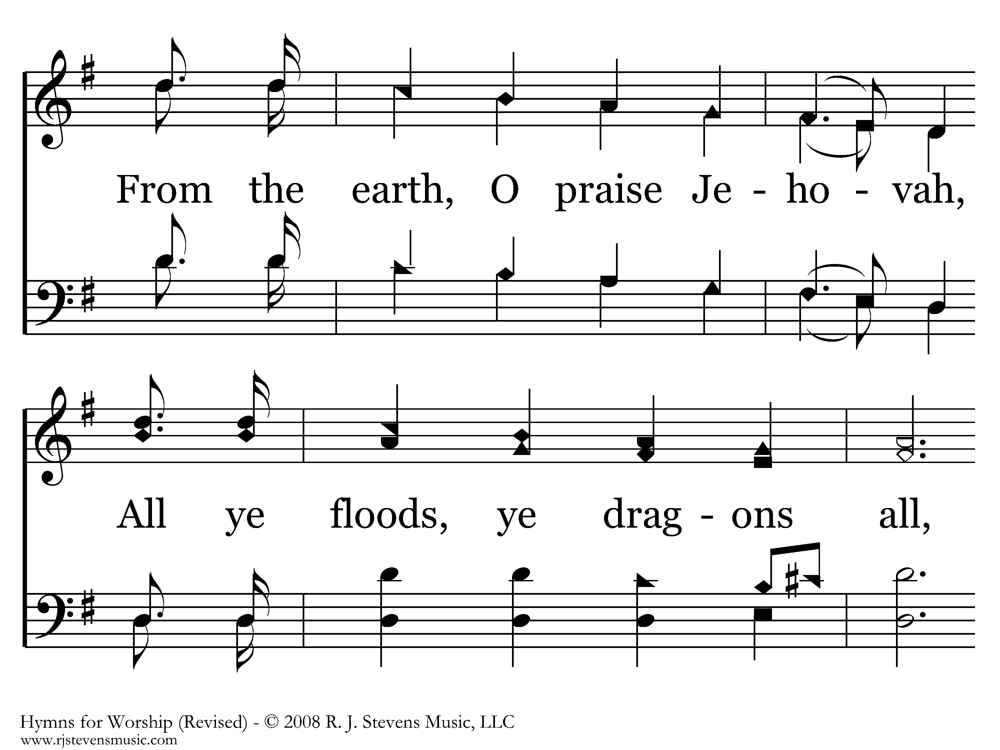 From the earth, O praise Je - ho - vah,
All ye floods, ye drag - ons all,
Hymns for Worship (Revised) - © 2008 R. J. Stevens Music, LLC
www.rjstevensmusic.com